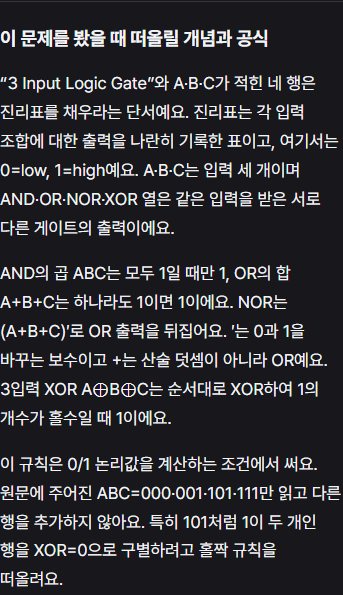 이 문제를 봤을 때 떠올릴 개념과 공식
“3 Input Logic Gate”와 A·B·C가 적힌 네 행은
진리표를 채우라는 단서예요. 진리표는 각 입력
조합에 대한 출력을 나란히 기록한 표이고, 여기서는
0=low, 1=high예요. A·B·C는 입력 세 개이며
AND·OR·NOR·XOR 열은 같은 입력을 받은 서로
다른 게이트의 출력이에요.
AND의 곱 ABC는 모두 1일 때만 1, OR의 합
A+B+C는 하나라도 1이면 1이에요. NOR는
(A+B+C)′로 OR 출력을 뒤집어요. ′는 0과 1을
바꾸는 보수이고 +는 산술 덧셈이 아니라 OR예요.
3입력 XOR A⊕B⊕C는 순서대로 XOR하여 1의
개수가 홀수일 때 1이에요.
이 규칙은 0/1 논리값을 계산하는 조건에서 써요.
원문에 주어진 ABC=000·001·101·111만 읽고 다른
행을 추가하지 않아요. 특히 101처럼 1이 두 개인
행을 XOR=0으로 구별하려고 홀짝 규칙을
떠올려요.